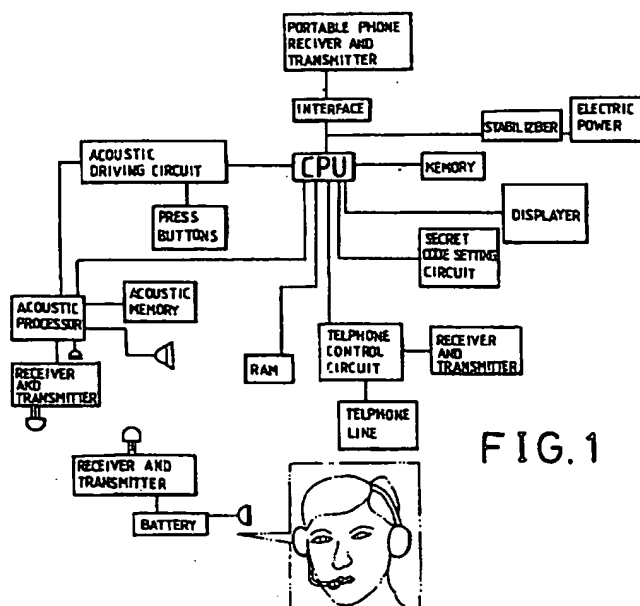 PORTABLE PHONE
RECIVER AND
TRANSMITTER
INTERFACE
STABILIZBER
ELECTRIC
POWER
ACOUSTIC
DRIVING CIRCUIT
CPU
MEMORY
PRESS
BUTTONS
DISPLAYER
SECRET
CODE SETTING
CIRCUIT
ACOUSTIC
PROCESSOR
ACOUSTIC
MEMORY
RECEIVER
AND
TRANSMITTER
RAM
TELPHONE
CONTROL
CIRCUIT
RECEIVER
AND
TRANSMITTER
TELPHONE
LINE
FIG.1
RECEIVER AND
TRANSMITTER
BATTERY